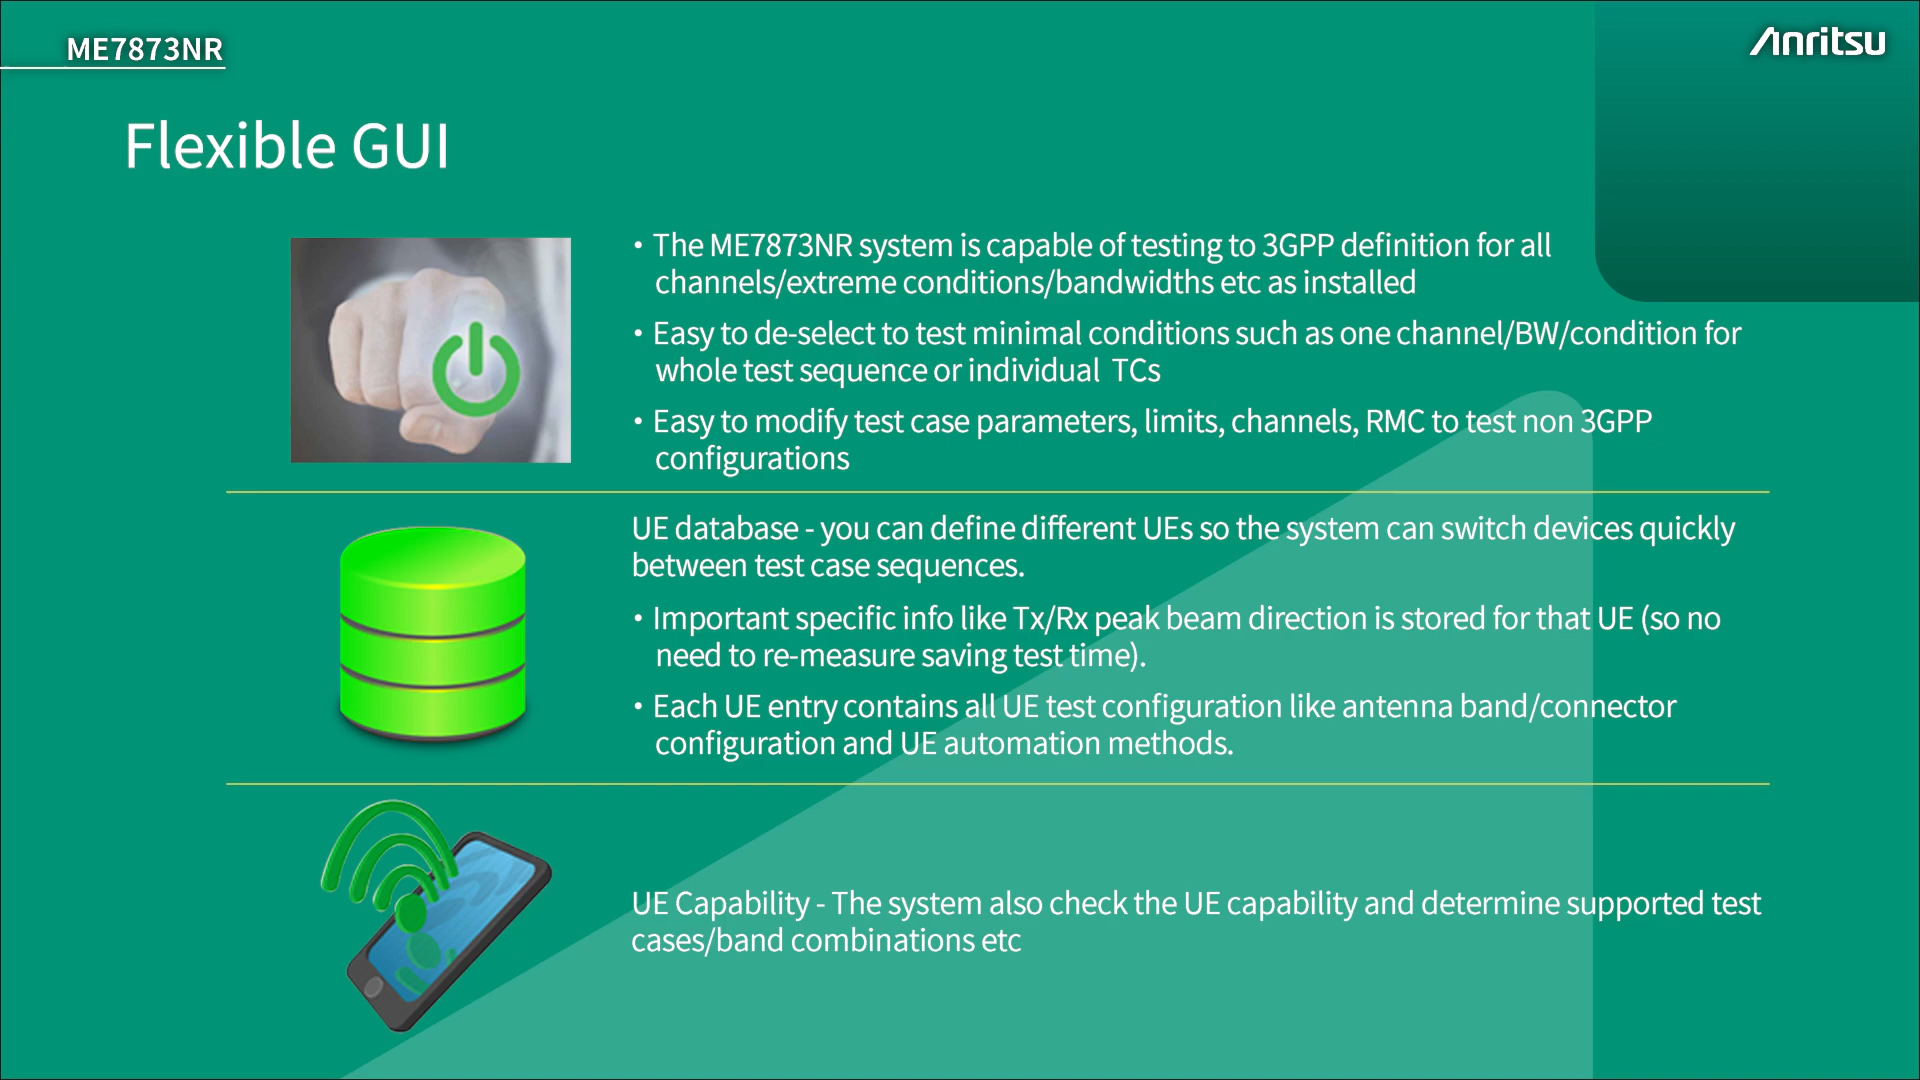 ME7873NR
Anritsu
Flexible GUI
・The ME7873NR system is capable of testing to 3GPP definition for all
channels/extreme conditions/bandwidths etc as installed
・Easy to de-select to test minimal conditions such as one channel/BW/condition for
whole test sequence or individual  TCs
・Easy to modify test case parameters, limits, channels, RMC to test non 3GPP
configurations
UE database - you can define different UEs so the system can switch devices quickly
between test case sequences.
・Important specific info like Tx/Rx peak beam direction is stored for that UE (so no
need to re-measure saving test time).
・Each UE entry contains all UE test configuration like antenna band/connector
configuration and UE automation methods.
UE Capability - The system also check the UE capability and determine supported test
cases/band combinations etc